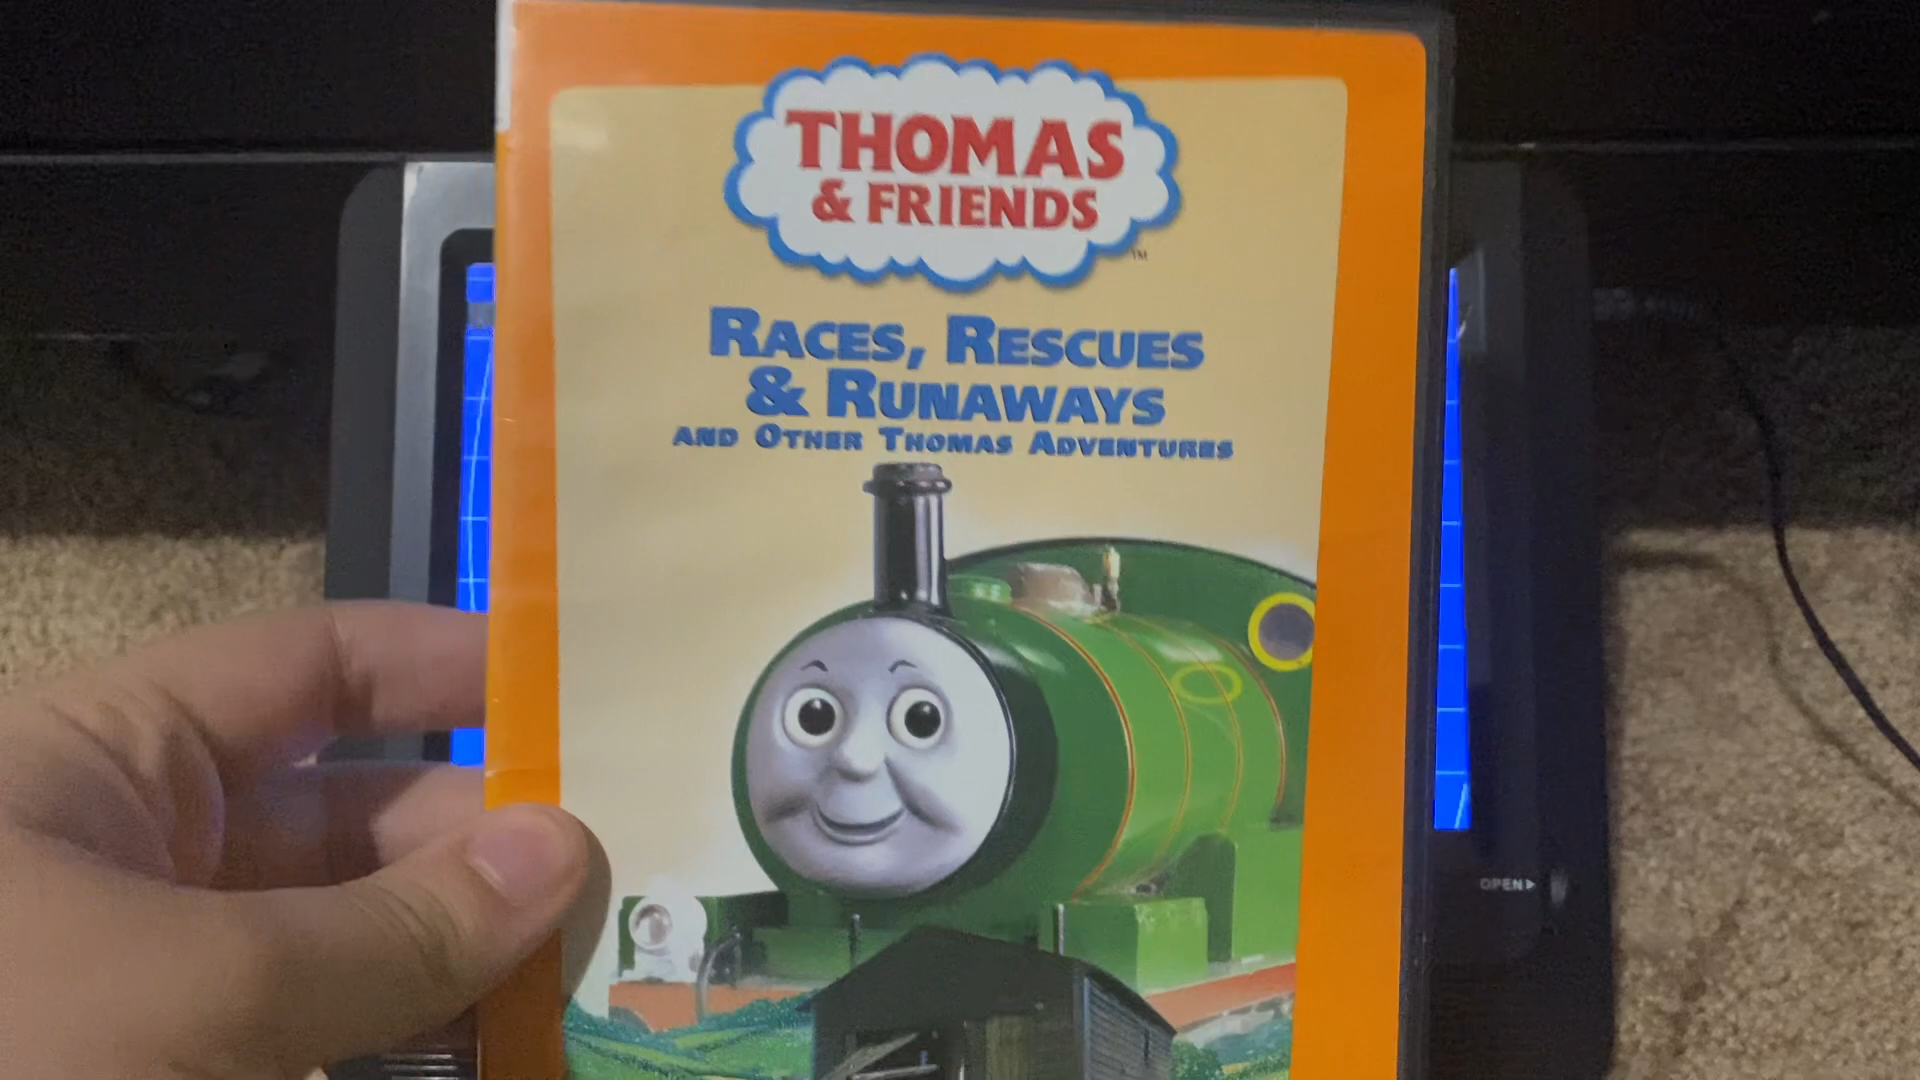 THOMAS
& FRIENDS
TM
RACES, RESCUES
& RUNAWAYS
AND OTHER THOMAS ADVENTURES
OPEN